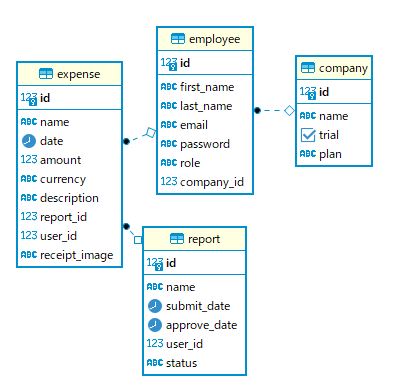 employee
123 id
ABC first_name
ABC last_name
ABC email
ABC password
ABC role
123 company_id
company
123 id
ABC name
trial
ABC plan
expense
123 id
ABC name
date
123 amount
ABC currency
ABC description
123 report_id
123 user_id
ABC receipt_image
report
123 id
ABC name
submit_date
approve_date
123 user_id
ABC status